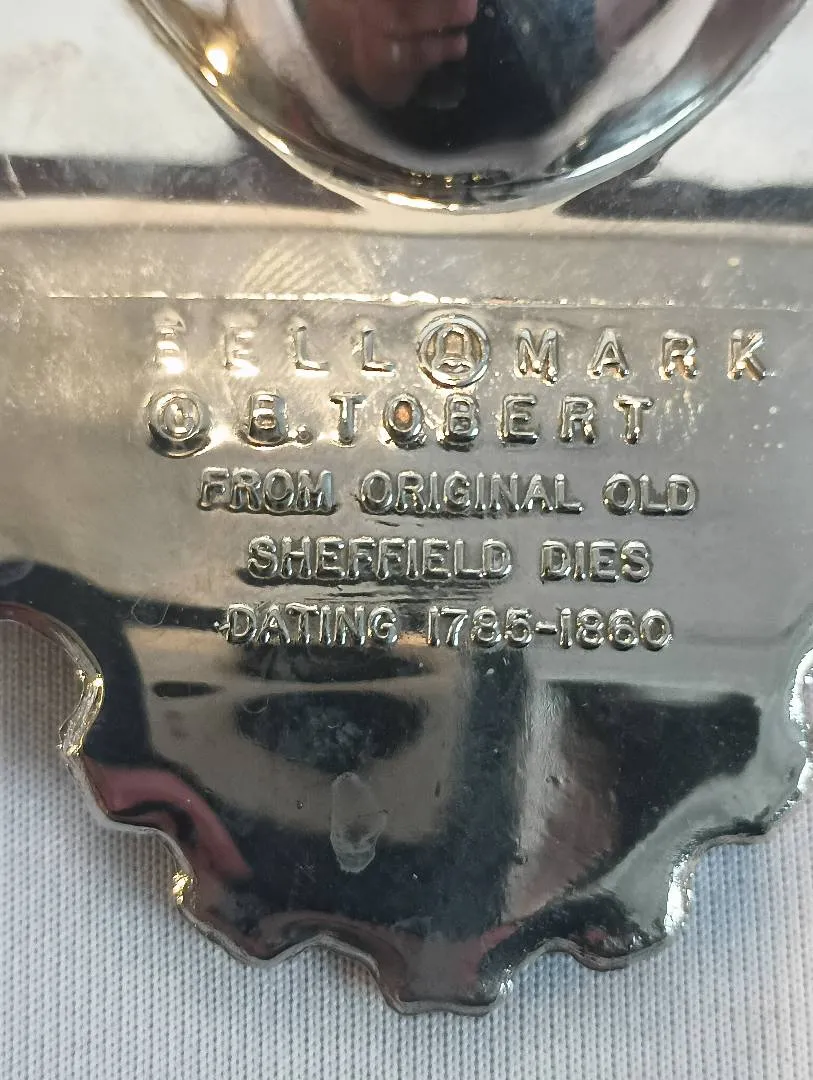 BELL MARK
© B. TOBERT
FROM ORIGINAL OLD
SHEFFIELD DIES
DATING 1785-1860